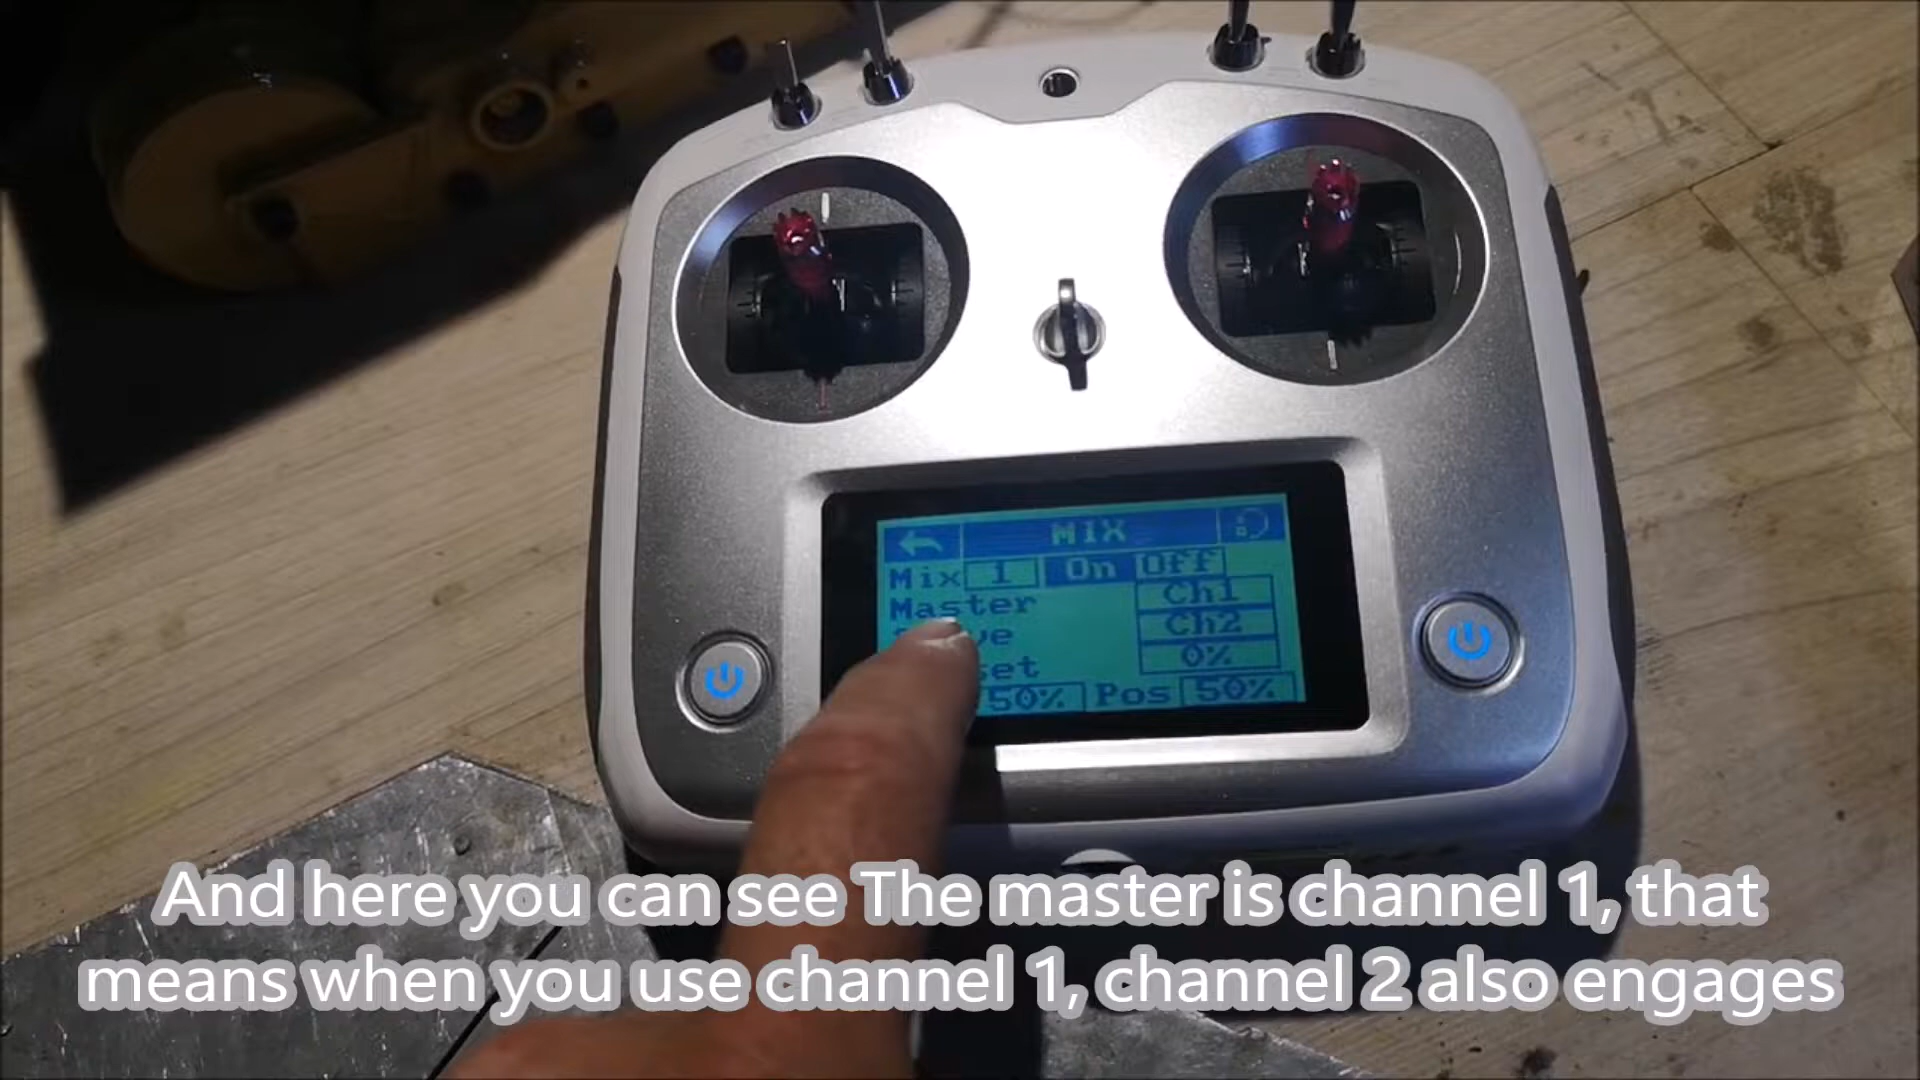 MIX
Mix 1 On Off
Master Ch1
Ch2
0%
50% Pos 50%
And here you can see The master is channel 1, that
means when you use channel 1, channel 2 also engages